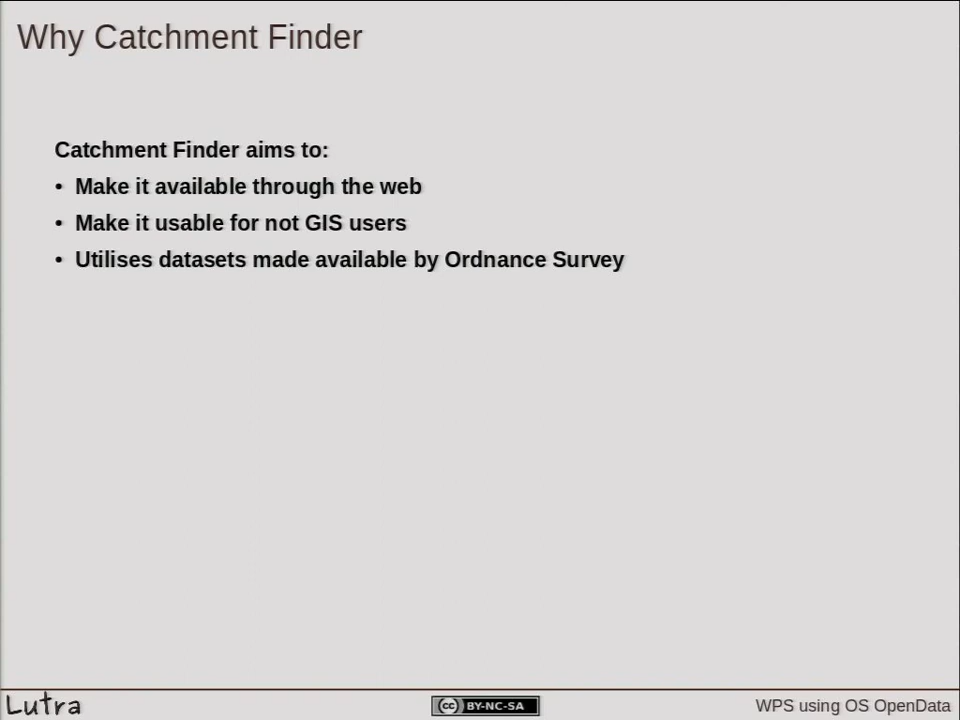 Why Catchment Finder
Catchment Finder aims to:
• Make it available through the web
• Make it usable for not GIS users
• Utilises datasets made available by Ordnance Survey
Lutra
cc BY-NC-SA
WPS using OS OpenData